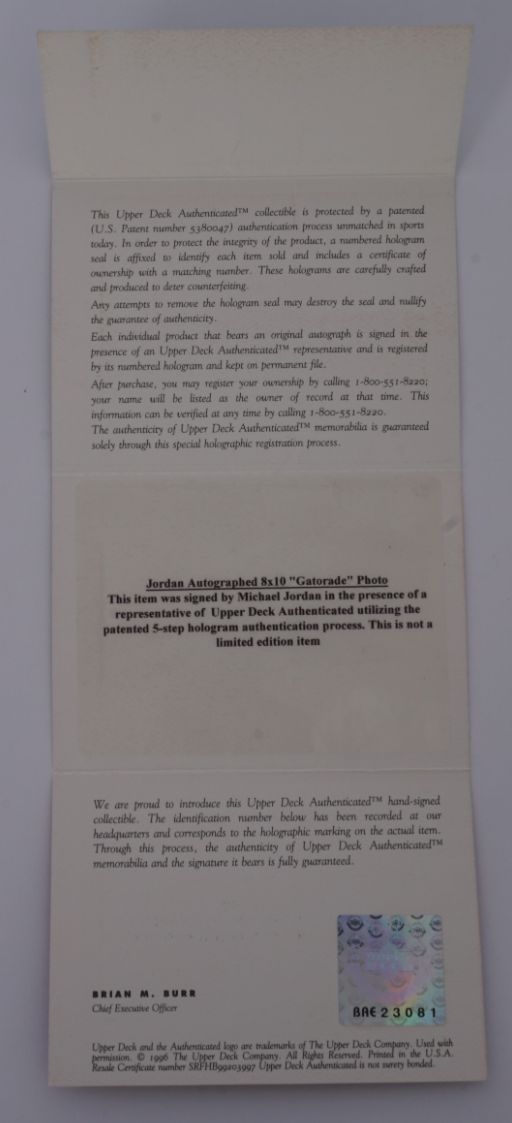 This Upper Deck Authenticated™ collectible is protected by a patented
(U.S. Patent number 5380047) authentication process unmatched in sports
today. In order to protect the integrity of the product, a numbered hologram
seal is affixed to identify each item sold and includes a certificate of
ownership with a matching number. These holograms are carefully crafted
and produced to deter counterfeiting.
Any attempts to remove the hologram seal may destroy the seal and nullify
the guarantee of authenticity.
Each individual product that bears an original autograph is signed in the
presence of an Upper Deck Authenticated™ representative and is registered
by its numbered hologram and kept on permanent file.
After purchase, you may register your ownership by calling 1-800-551-8220;
your name will be listed as the owner of record at that time. This
information can be verified at any time by calling 1-800-551-8220.
The authenticity of Upper Deck Authenticated™ memorabilia is guaranteed
solely through this special holographic registration process.
Jordan Autographed 8x10 "Gatorade" Photo
This item was signed by Michael Jordan in the presence of a
representative of Upper Deck Authenticated utilizing the
patented 5-step hologram authentication process. This is not a
limited edition item
We are proud to introduce this Upper Deck Authenticated™ hand-signed
collectible. The identification number below has been recorded at our
headquarters and corresponds to the holographic marking on the actual item.
Through this process, the authenticity of Upper Deck Authenticated™
memorabilia and the signature it bears is fully guaranteed.
BRIAN M. BURR
Chief Executive Officer
BAE23081
Upper Deck and the Authenticated logo are trademarks of The Upper Deck Company. Used with
permission. © 1996 The Upper Deck Company. All Rights Reserved. Printed in the U.S.A.
Resale Certificate number SRFHB99203997 Upper Deck Authenticated is not surety bonded.